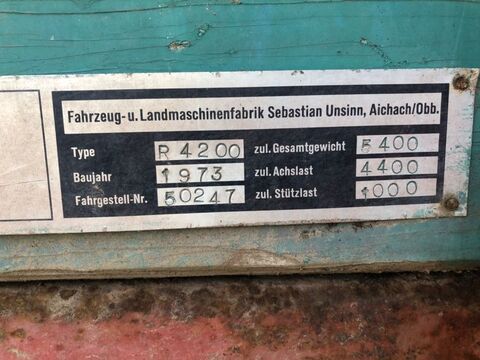 Fahrzeug- u. Landmaschinenfabrik Sebastian Unsinn, Aichach/Obb.
Type R 4200 zul. Gesamtgewicht 5400
Baujahr 1973 zul. Achslast 4400
Fahrgestell-Nr. 50247 zul. Stützlast 1000